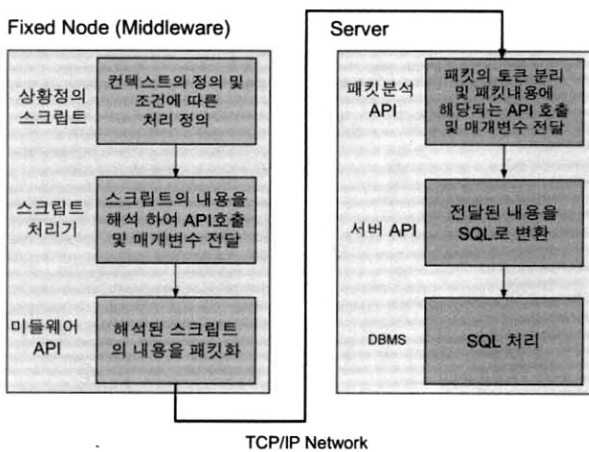 Fixed Node (Middleware)
상황정의
스크립트
컨텍스트의 정의 및
조건에 따른
처리 정의
스크립트
처리기
스크립트의 내용을
해석 하여 API호출
및 매개변수 전달
미들웨어
API
해석된 스크립트
의 내용을 패킷화
Server
패킷분석
API
패킷의 토큰 분리
및 패킷내용에
해당되는 API 호출
및 매개변수 전달
서버 API
전달된 내용을
SQL로 변환
DBMS
SQL 처리
TCP/IP Network